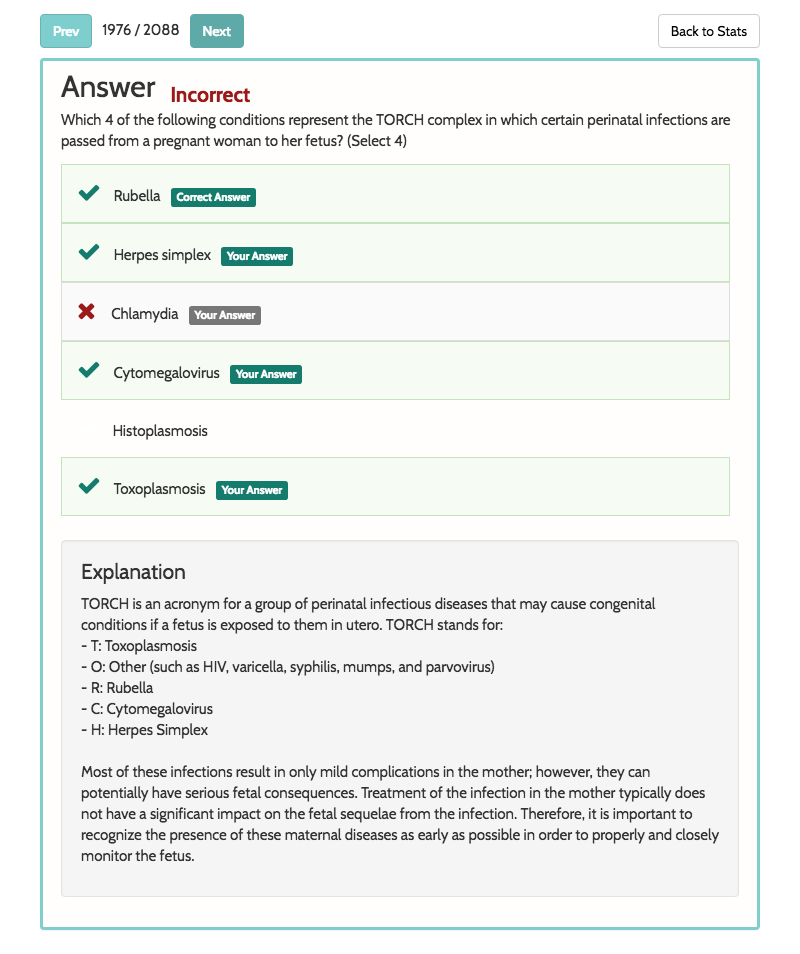 Prev 1976 / 2088 Next Back to Stats
Answer Incorrect
Which 4 of the following conditions represent the TORCH complex in which certain perinatal infections are
passed from a pregnant woman to her fetus? (Select 4)
Rubella Correct Answer
Herpes simplex Your Answer
Chlamydia Your Answer
Cytomegalovirus Your Answer
Histoplasmosis
Toxoplasmosis Your Answer
Explanation
TORCH is an acronym for a group of perinatal infectious diseases that may cause congenital
conditions if a fetus is exposed to them in utero. TORCH stands for:
- T: Toxoplasmosis
- O: Other (such as HIV, varicella, syphilis, mumps, and parvovirus)
- R: Rubella
- C: Cytomegalovirus
- H: Herpes Simplex
Most of these infections result in only mild complications in the mother; however, they can
potentially have serious fetal consequences. Treatment of the infection in the mother typically does
not have a significant impact on the fetal sequelae from the infection. Therefore, it is important to
recognize the presence of these maternal diseases as early as possible in order to properly and closely
monitor the fetus.